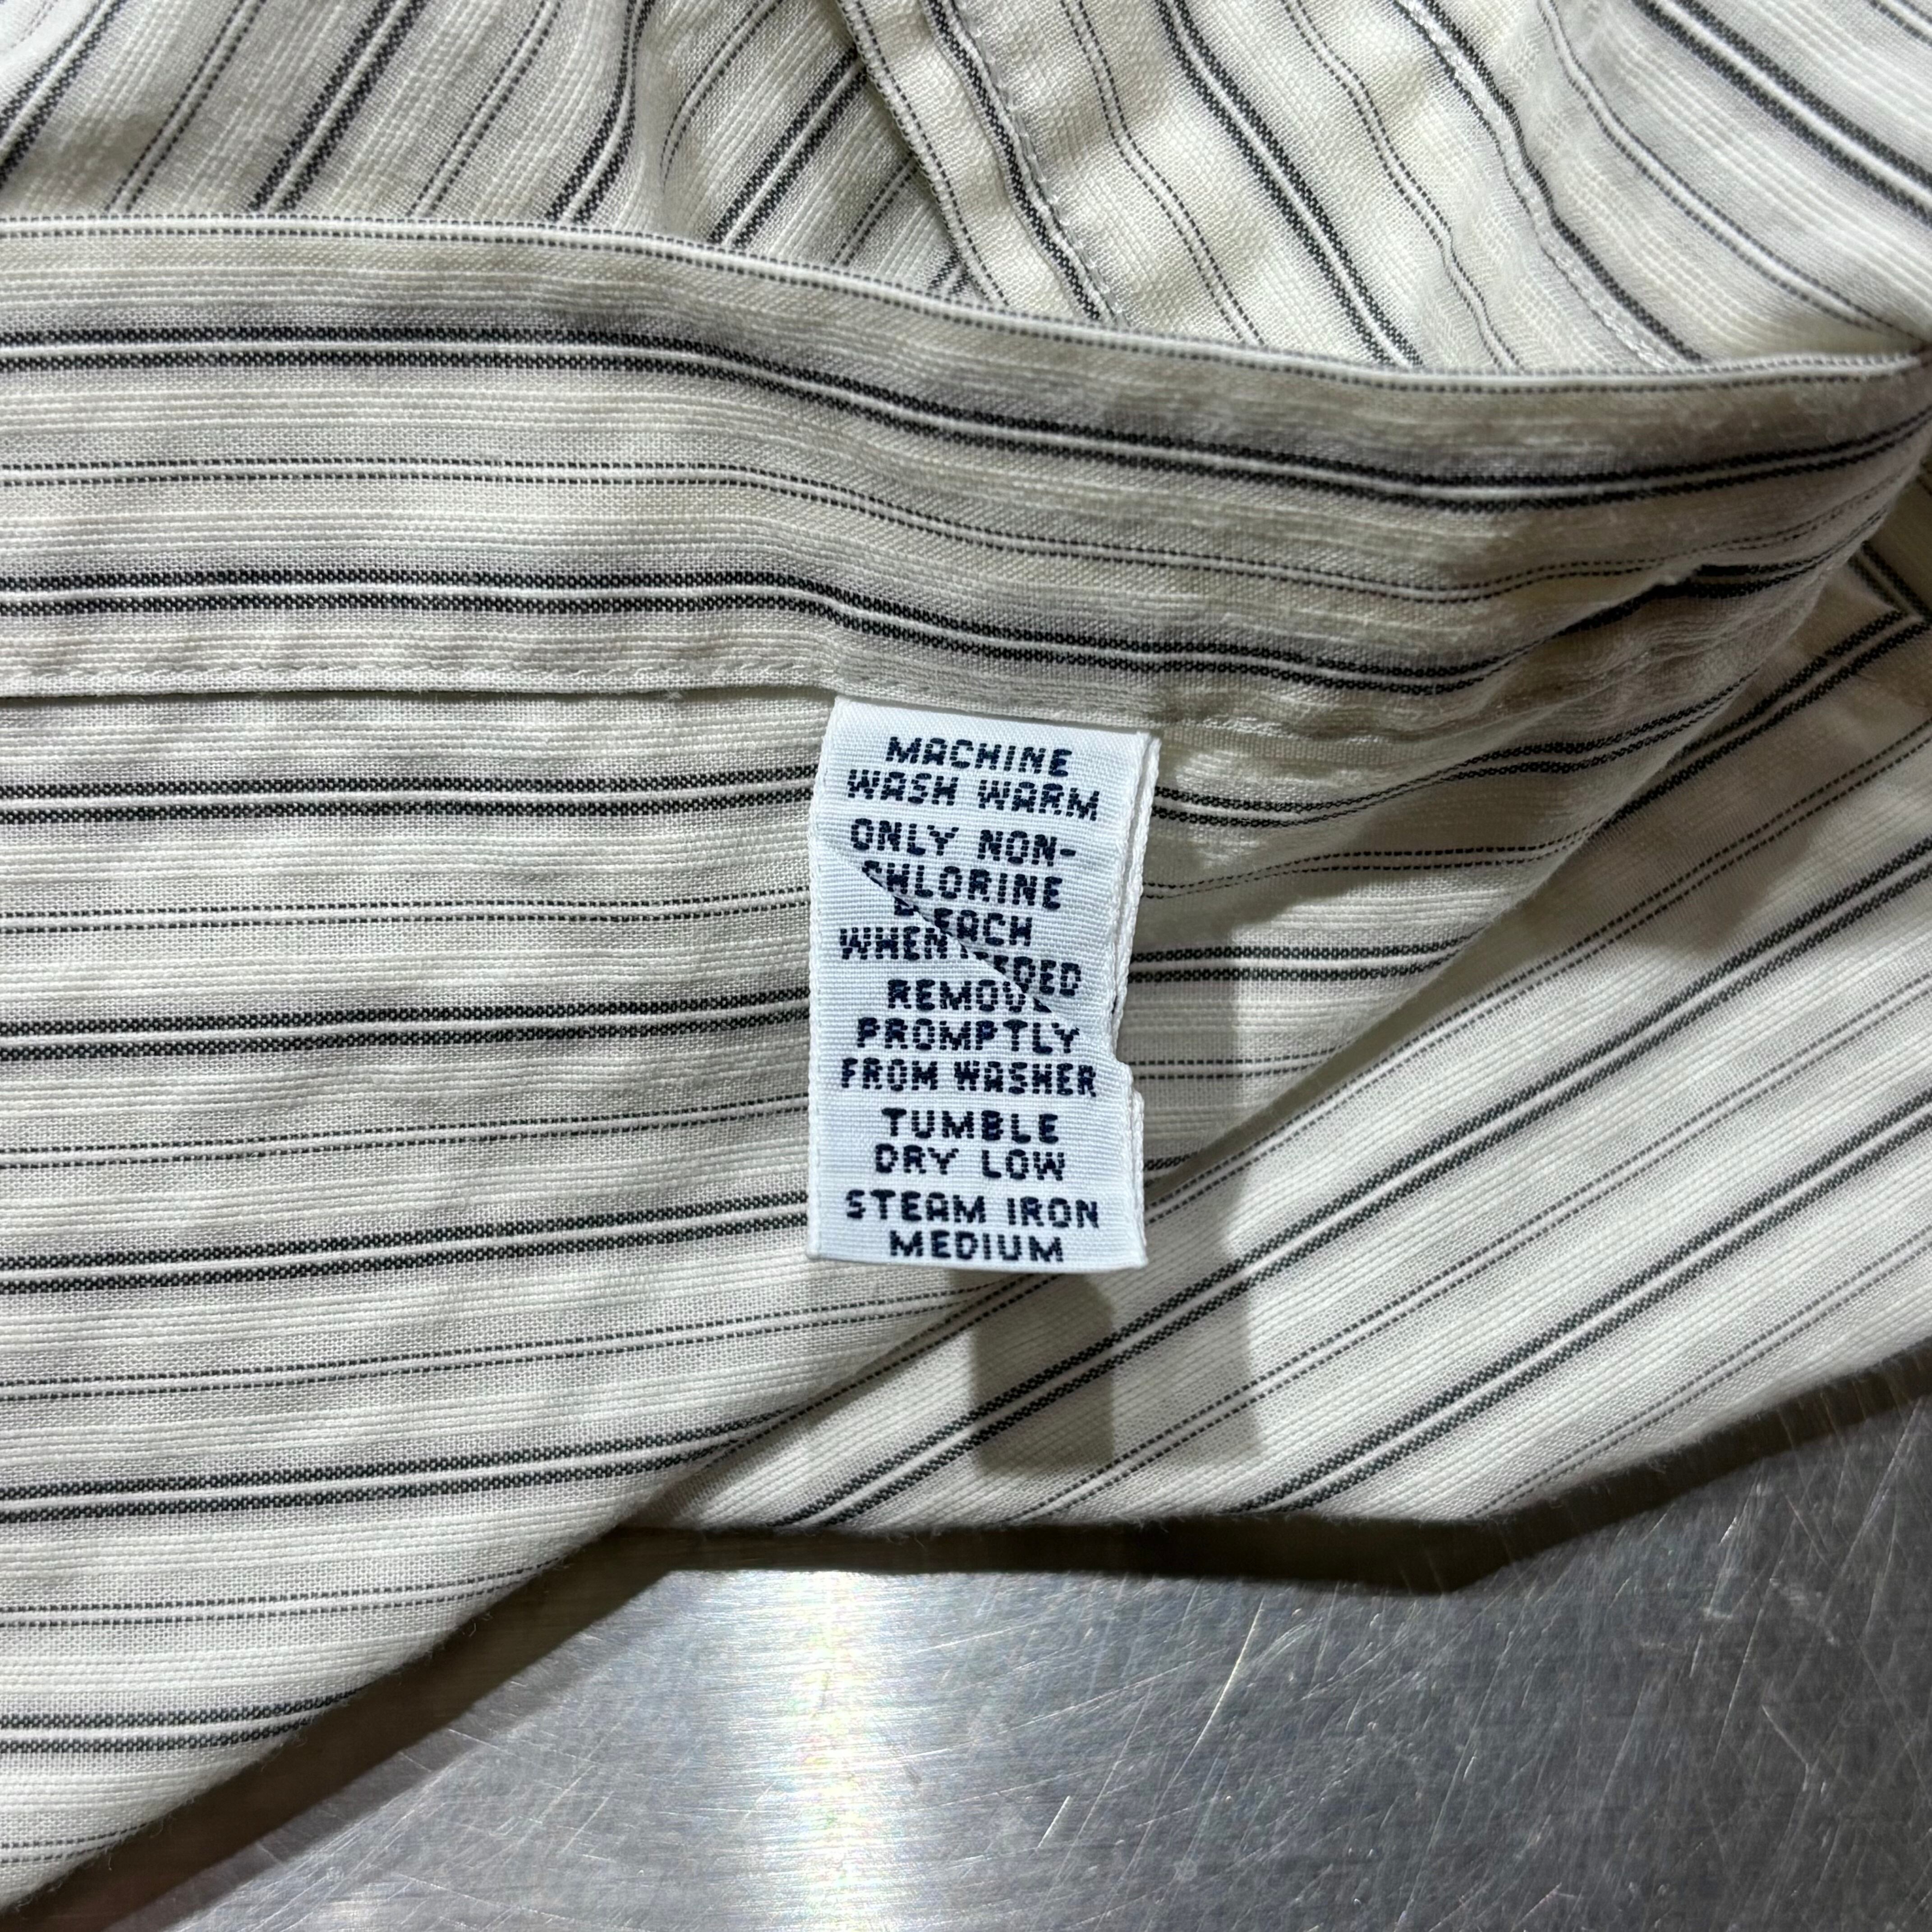 MACHINE
WASH WARM
ONLY NON-
CHLORINE
BLEACH
WHEN NEEDED
REMOVE
PROMPTLY
FROM WASHER
TUMBLE
DRY LOW
STEAM IRON
MEDIUM